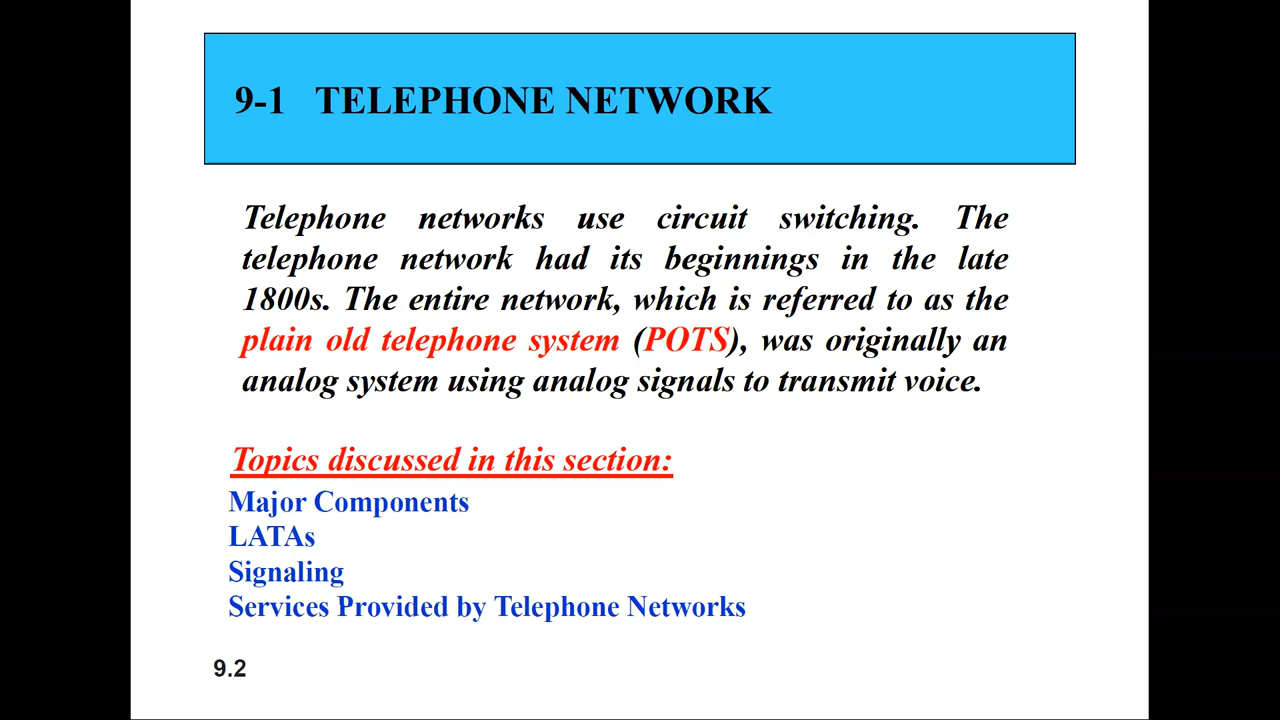 9-1 TELEPHONE NETWORK
Telephone networks use circuit switching. The
telephone network had its beginnings in the late
1800s. The entire network, which is referred to as the
plain old telephone system (POTS), was originally an
analog system using analog signals to transmit voice.
Topics discussed in this section:
Major Components
LATAs
Signaling
Services Provided by Telephone Networks
9.2